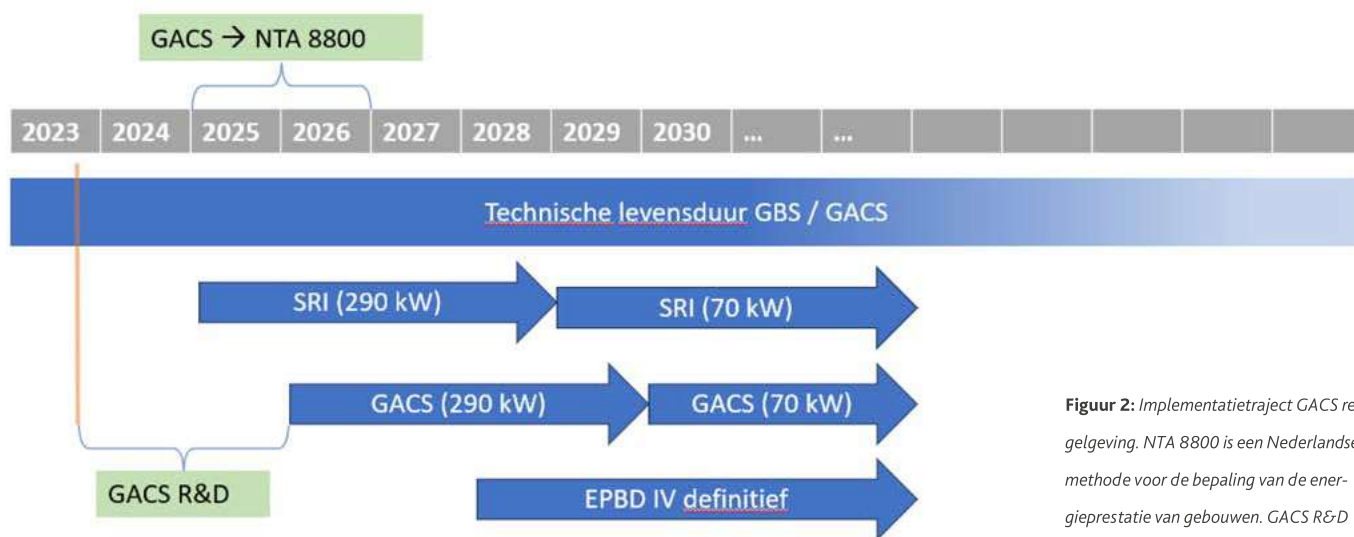 GACS → NTA 8800
2023 2024 2025 2026 2027 2028 2029 2030 ... ...
Technische levensduur GBS / GACS
SRI (290 kW) SRI (70 kW)
GACS (290 kW) GACS (70 kW)
GACS R&D
EPBD IV definitief
Figuur 2: Implementatietraject GACS re
gelgeving. NTA 8800 is een Nederlandse
methode voor de bepaling van de ener-
gieprestatie van gebouwen. GACS R&D